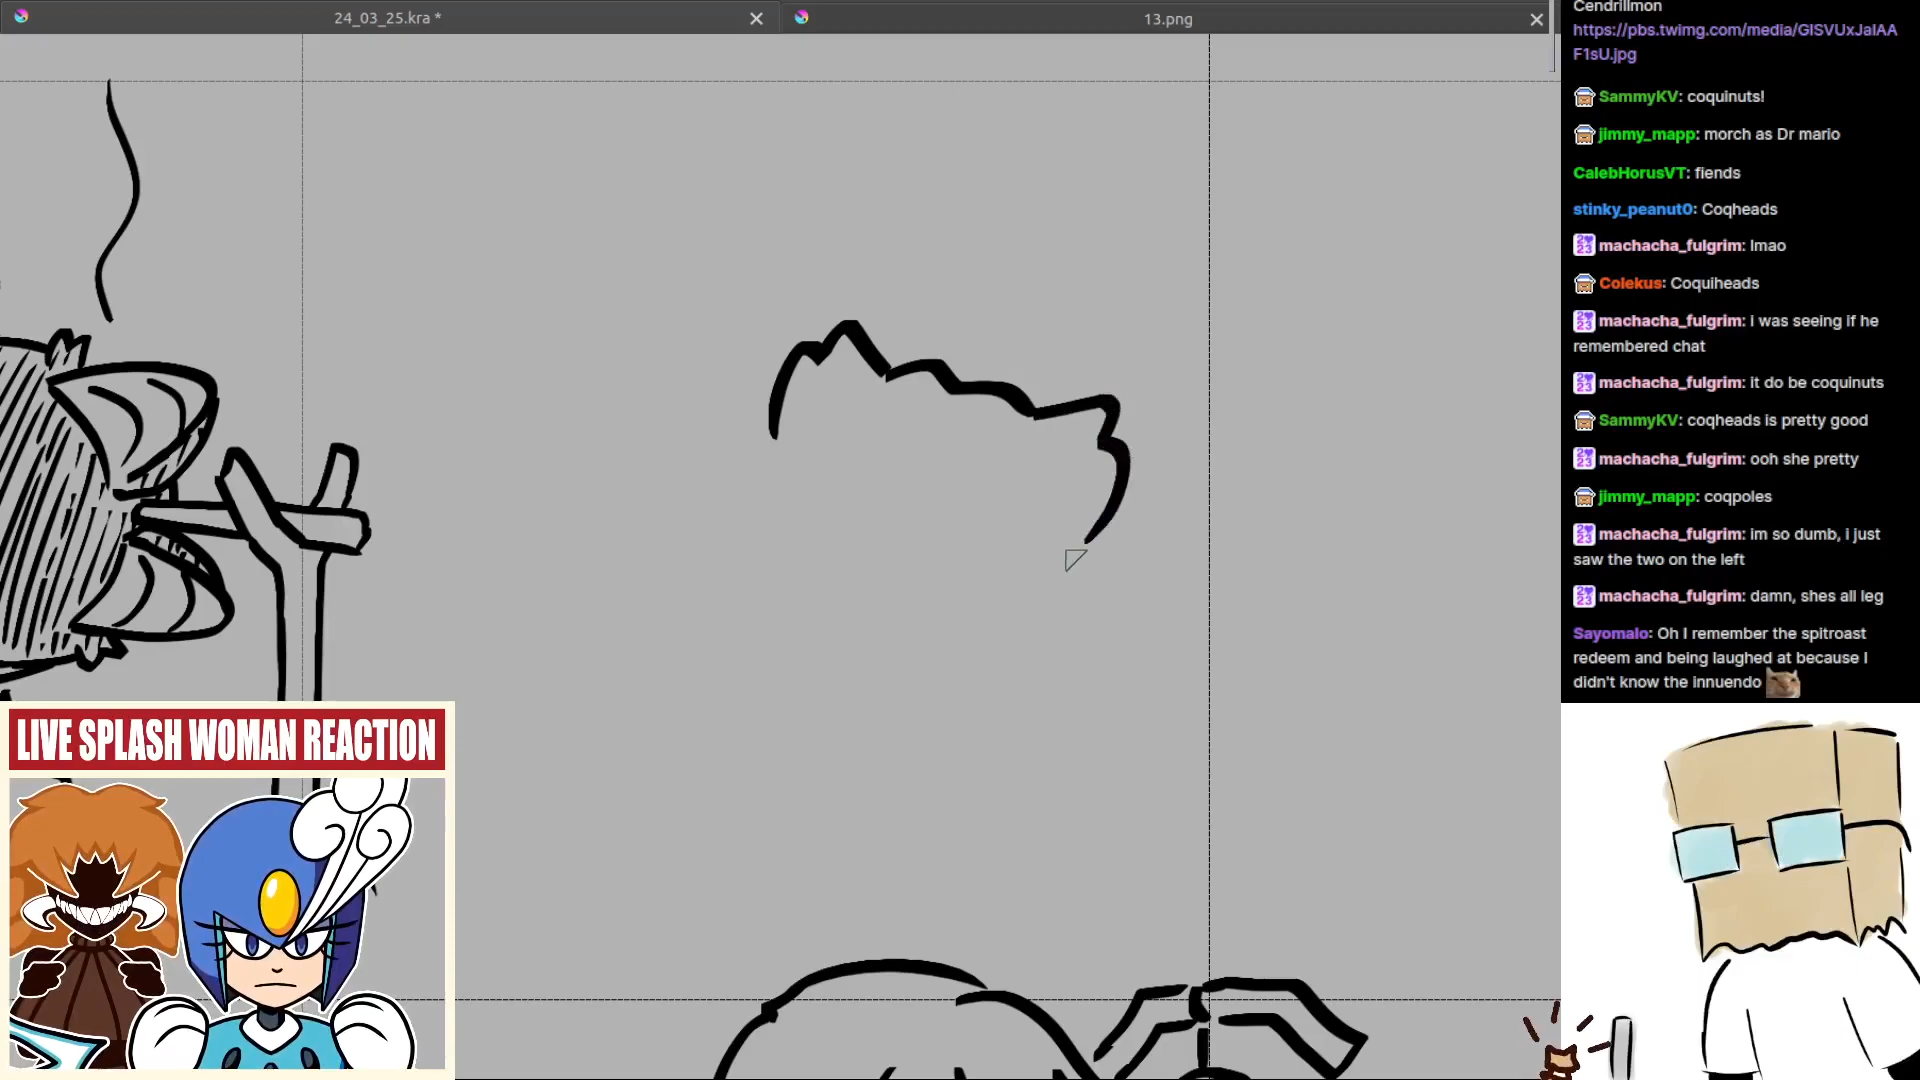 24_03_25.kra *
13.png
Cendrillmon
https://pbs.twimg.com/media/GlSVUxJaIAA
F1sU.jpg
SammyKV: coquinuts!
jimmy_mapp: morch as Dr mario
CalebHorusVT: fiends
stinky_peanut0: Coqheads
machacha_fulgrim: lmao
Colekus: Coquiheads
machacha_fulgrim: i was seeing if he
remembered chat
machacha_fulgrim: it do be coquinuts
SammyKV: coqheads is pretty good
machacha_fulgrim: ooh she pretty
jimmy_mapp: coqpoles
machacha_fulgrim: im so dumb, i just
saw the two on the left
machacha_fulgrim: damn, shes all leg
Sayomalo: Oh I remember the spitroast
redeem and being laughed at because I
didn't know the innuendo
LIVE SPLASH WOMAN REACTION